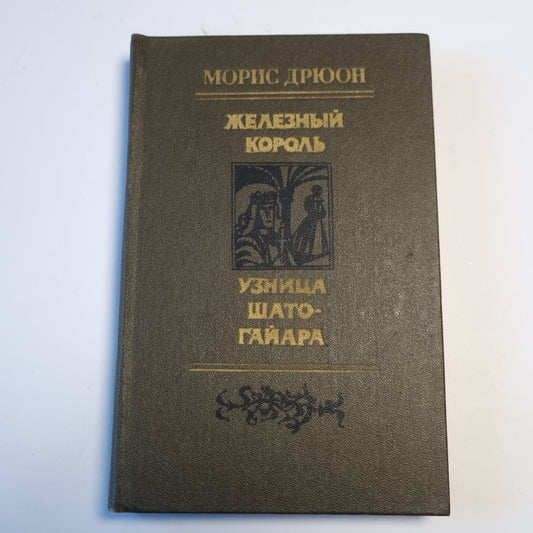 МОРИС ДРЮОН
ЖЕЛЕЗНЫЙ
КОРОЛЬ
УЗНИЦА
ШАТО-
ГАЙАРА